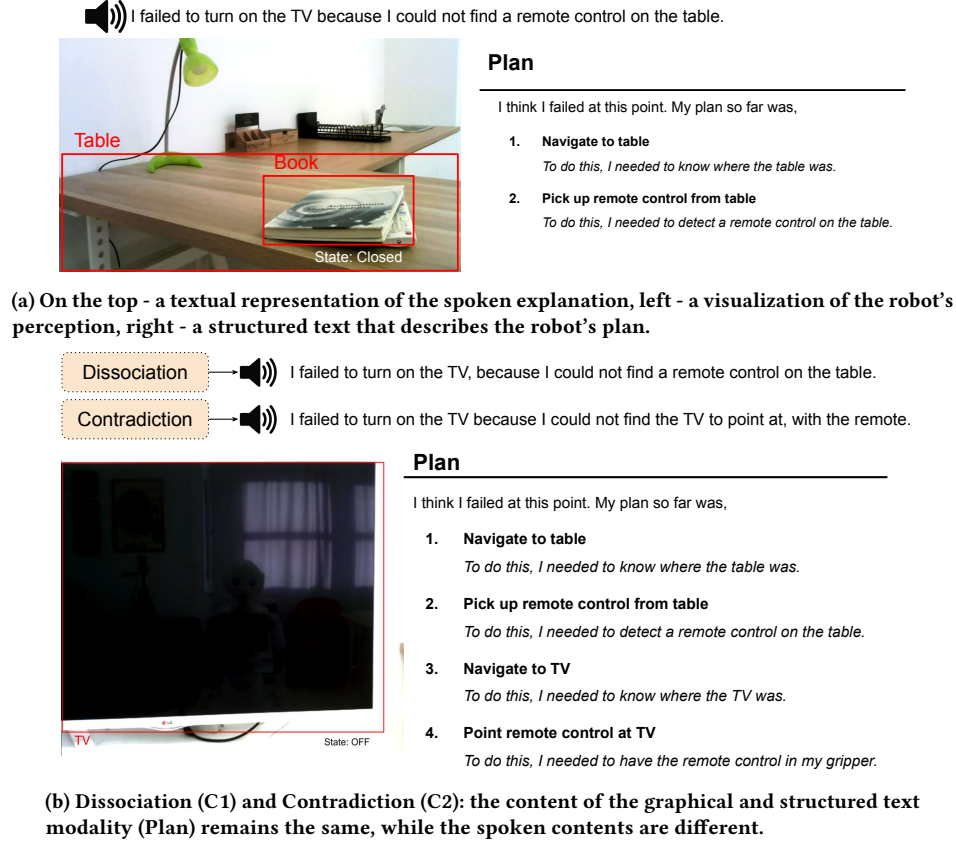 I failed to turn on the TV because I could not find a remote control on the table.
Plan
I think I failed at this point. My plan so far was,
Table
Book
State: Closed
1. Navigate to table
To do this, I needed to know where the table was.
2. Pick up remote control from table
To do this, I needed to detect a remote control on the table.
(a) On the top - a textual representation of the spoken explanation, left - a visualization of the robot's
perception, right - a structured text that describes the robot's plan.
Dissociation
I failed to turn on the TV, because I could not find a remote control on the table.
Contradiction
I failed to turn on the TV because I could not find the TV to point at, with the remote.
LG
TV
State: OFF
Plan
I think I failed at this point. My plan so far was,
1. Navigate to table
To do this, I needed to know where the table was.
2. Pick up remote control from table
To do this, I needed to detect a remote control on the table.
3. Navigate to TV
To do this, I needed to know where the TV was.
4. Point remote control at TV
To do this, I needed to have the remote control in my gripper.
(b) Dissociation (C1) and Contradiction (C2): the content of the graphical and structured text
modality (Plan) remains the same, while the spoken contents are different.